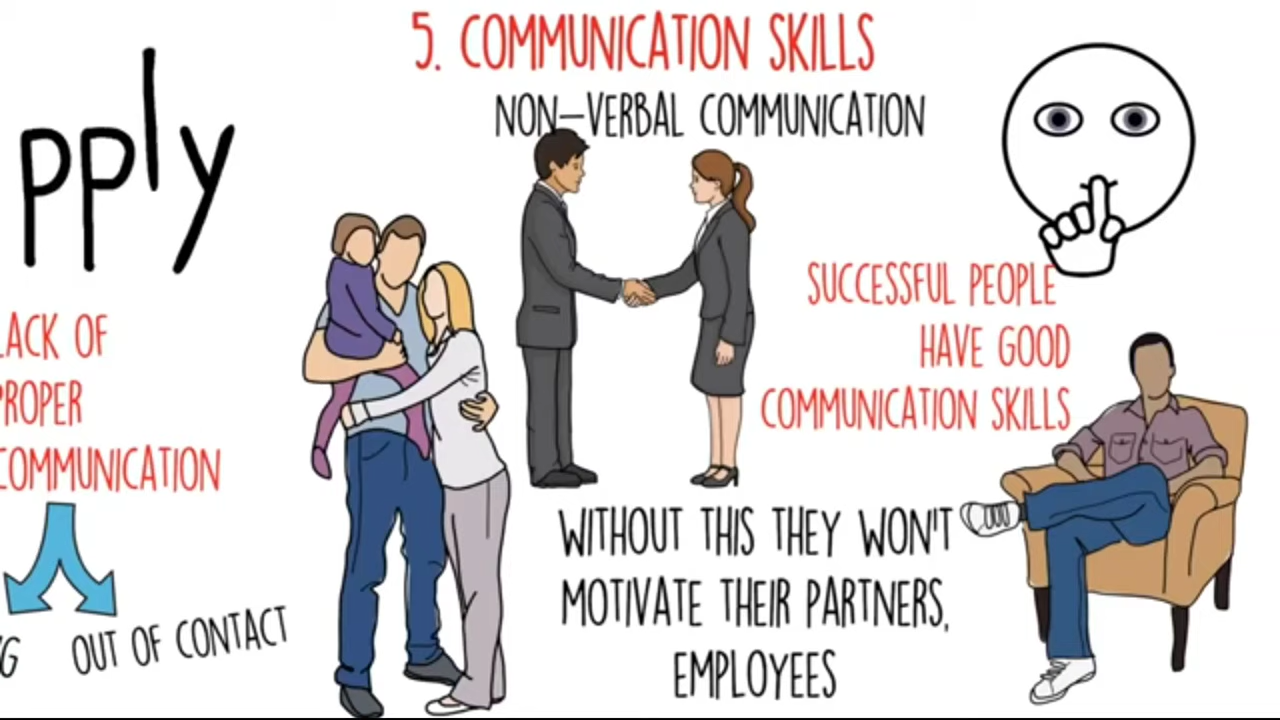 5. COMMUNICATION SKILLS
NON-VERBAL COMMUNICATION
pply
LACK OF
PROPER
COMMUNICATION
OUT OF CONTACT
SUCCESSFUL PEOPLE
HAVE GOOD
COMMUNICATION SKILLS
WITHOUT THIS THEY WON'T
MOTIVATE THEIR PARTNERS,
EMPLOYEES